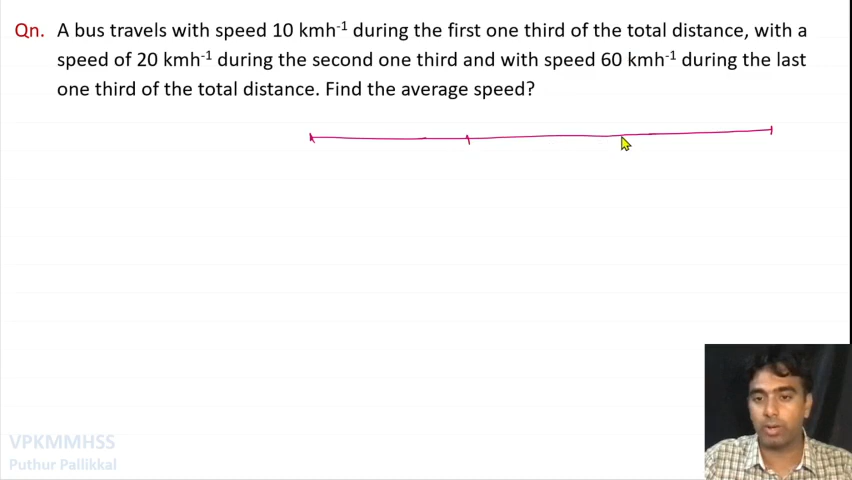 Qn. A bus travels with speed 10 kmh⁻¹ during the first one third of the total distance, with a
speed of 20 kmh⁻¹ during the second one third and with speed 60 kmh⁻¹ during the last
one third of the total distance. Find the average speed?
VPKMMHSS
Puthur Pallikkal